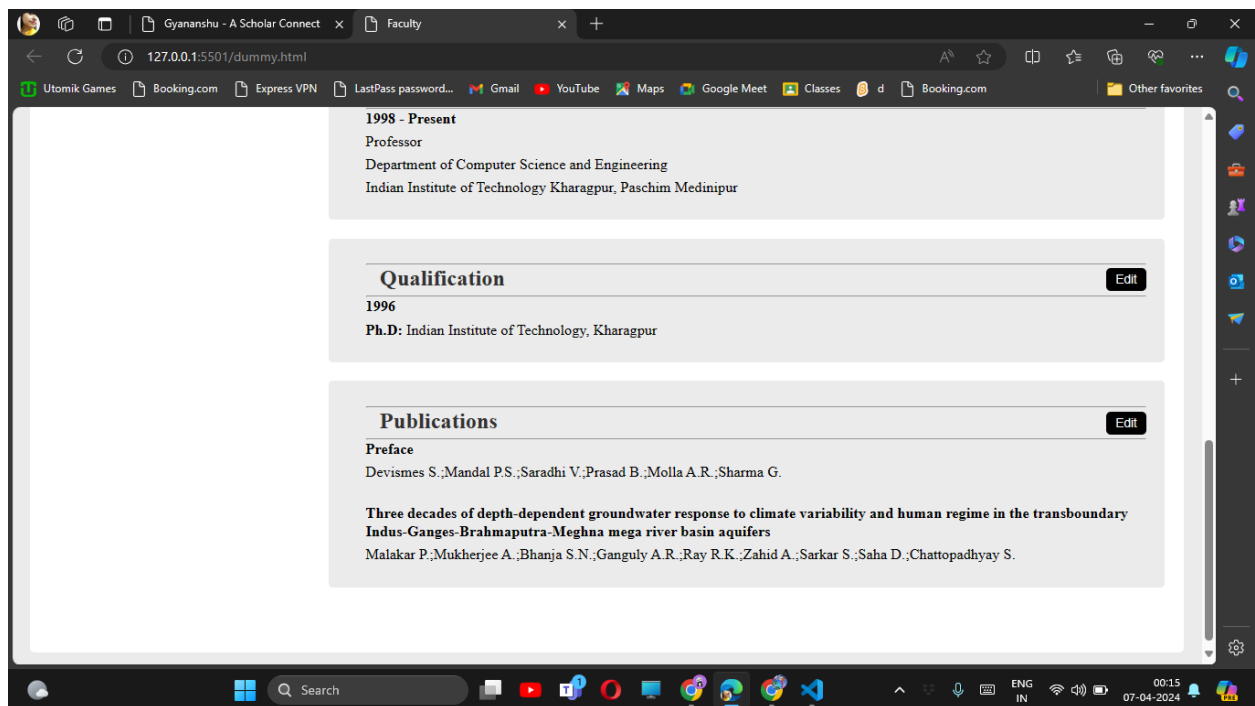 Gyananshu - A Scholar Connect
Faculty
127.0.0.1:5501/dummy.html
Utomik Games
Booking.com
Express VPN
LastPass password...
Gmail
YouTube
Maps
Google Meet
Classes
d
Booking.com
Other favorites
1998 - Present
Professor
Department of Computer Science and Engineering
Indian Institute of Technology Kharagpur, Paschim Medinipur
Qualification
Edit
1996
Ph.D: Indian Institute of Technology, Kharagpur
Publications
Edit
Preface
Devismes S.;Mandal P.S.;Saradhi V.;Prasad B.;Molla A.R.;Sharma G.
Three decades of depth-dependent groundwater response to climate variability and human regime in the transboundary
Indus-Ganges-Brahmaputra-Meghna mega river basin aquifers
Malakar P.;Mukherjee A.;Bhanja S.N.;Ganguly A.R.;Ray R.K.;Zahid A.;Sarkar S.;Saha D.;Chattopadhyay S.
Search
1
ENG
IN
00:15
07-04-2024
PRE